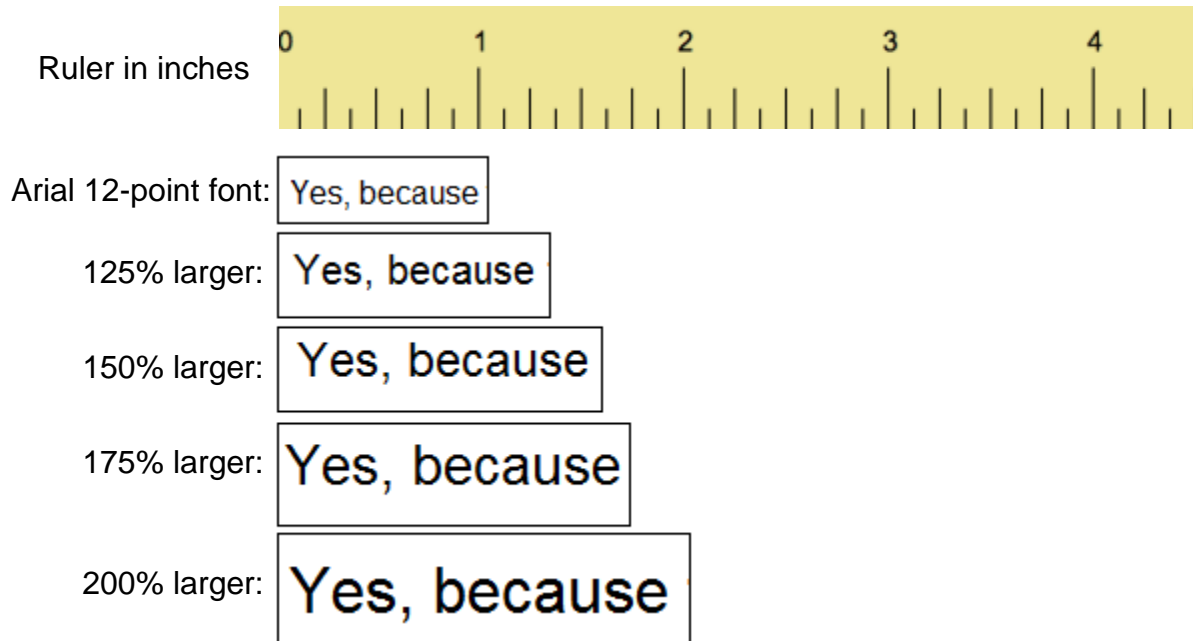 0 1 2 3 4
Ruler in inches
Arial 12-point font: Yes, because
125% larger: Yes, because
150% larger: Yes, because
175% larger: Yes, because
200% larger: Yes, because